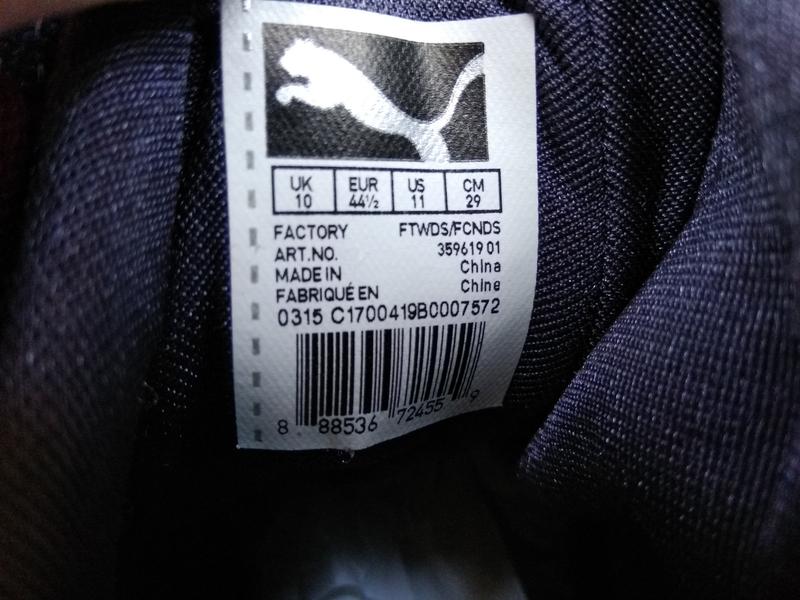 UK EUR US CM
10 44½ 11 29
FACTORY FTWDS/FCNDS
ART.NO. 359619 01
MADE IN China
FABRIQUÉ EN Chine
0315 C1700419B0007572
8 88536 72455 9